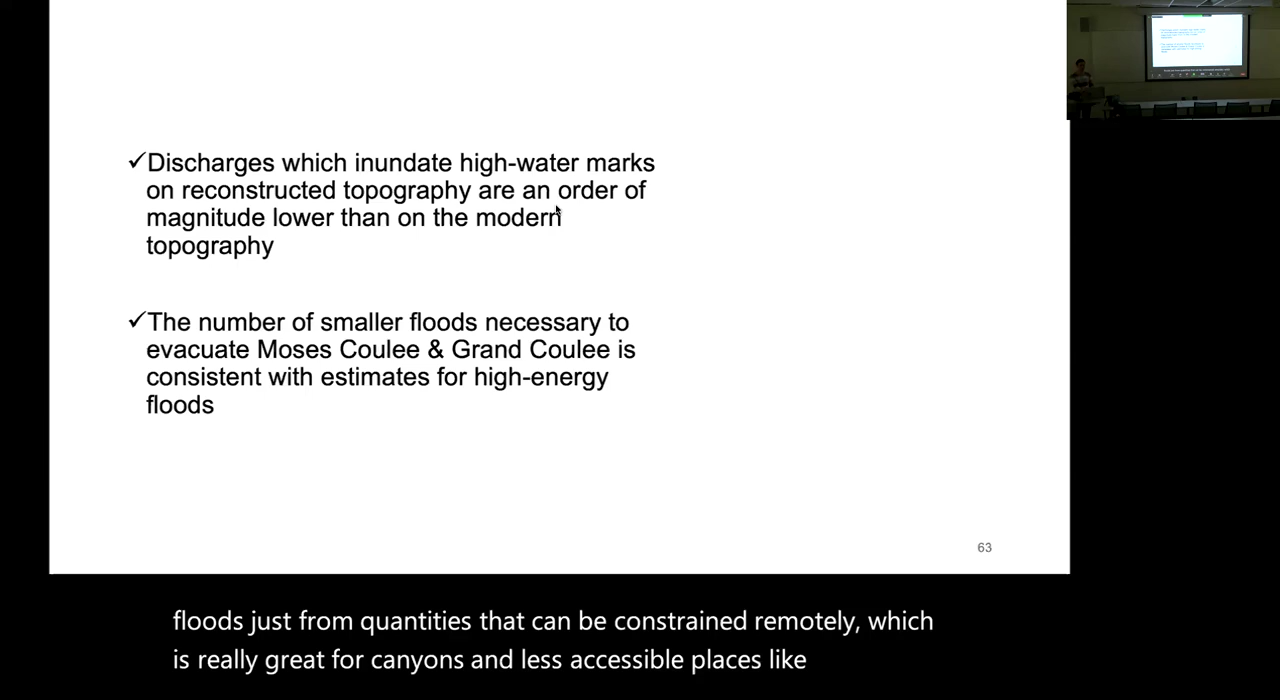 ✓Discharges which inundate high-water marks
on reconstructed topography are an order of
magnitude lower than on the modern
topography
✓The number of smaller floods necessary to
evacuate Moses Coulee & Grand Coulee is
consistent with estimates for high-energy
floods
63
floods just from quantities that can be constrained remotely, which
is really great for canyons and less accessible places like